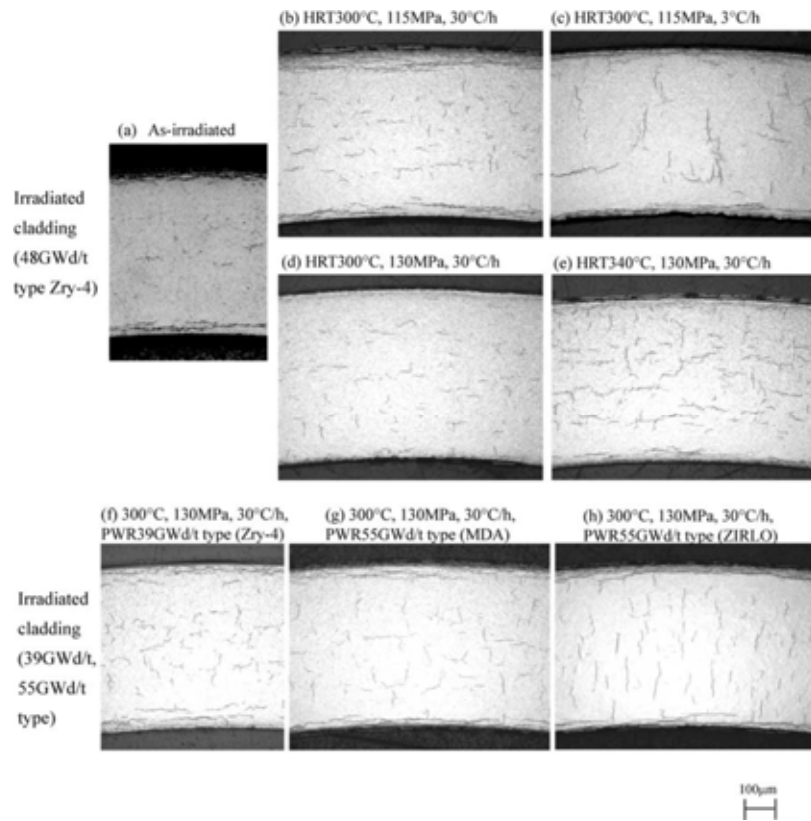 (b) HRT300°C, 115MPa, 30°C/h
(c) HRT300°C, 115MPa, 3°C/h
(a) As-irradiated
Irradiated
cladding
(48GWd/t
type Zry-4)
(d) HRT300°C, 130MPa, 30°C/h
(e) HRT340°C, 130MPa, 30°C/h
(f) 300°C, 130MPa, 30°C/h,
PWR39GWd/t type (Zry-4)
(g) 300°C, 130MPa, 30°C/h,
PWR55GWd/t type (MDA)
(h) 300°C, 130MPa, 30°C/h,
PWR55GWd/t type (ZIRLO)
Irradiated
cladding
(39GWd/t,
55GWd/t
type)
100μm